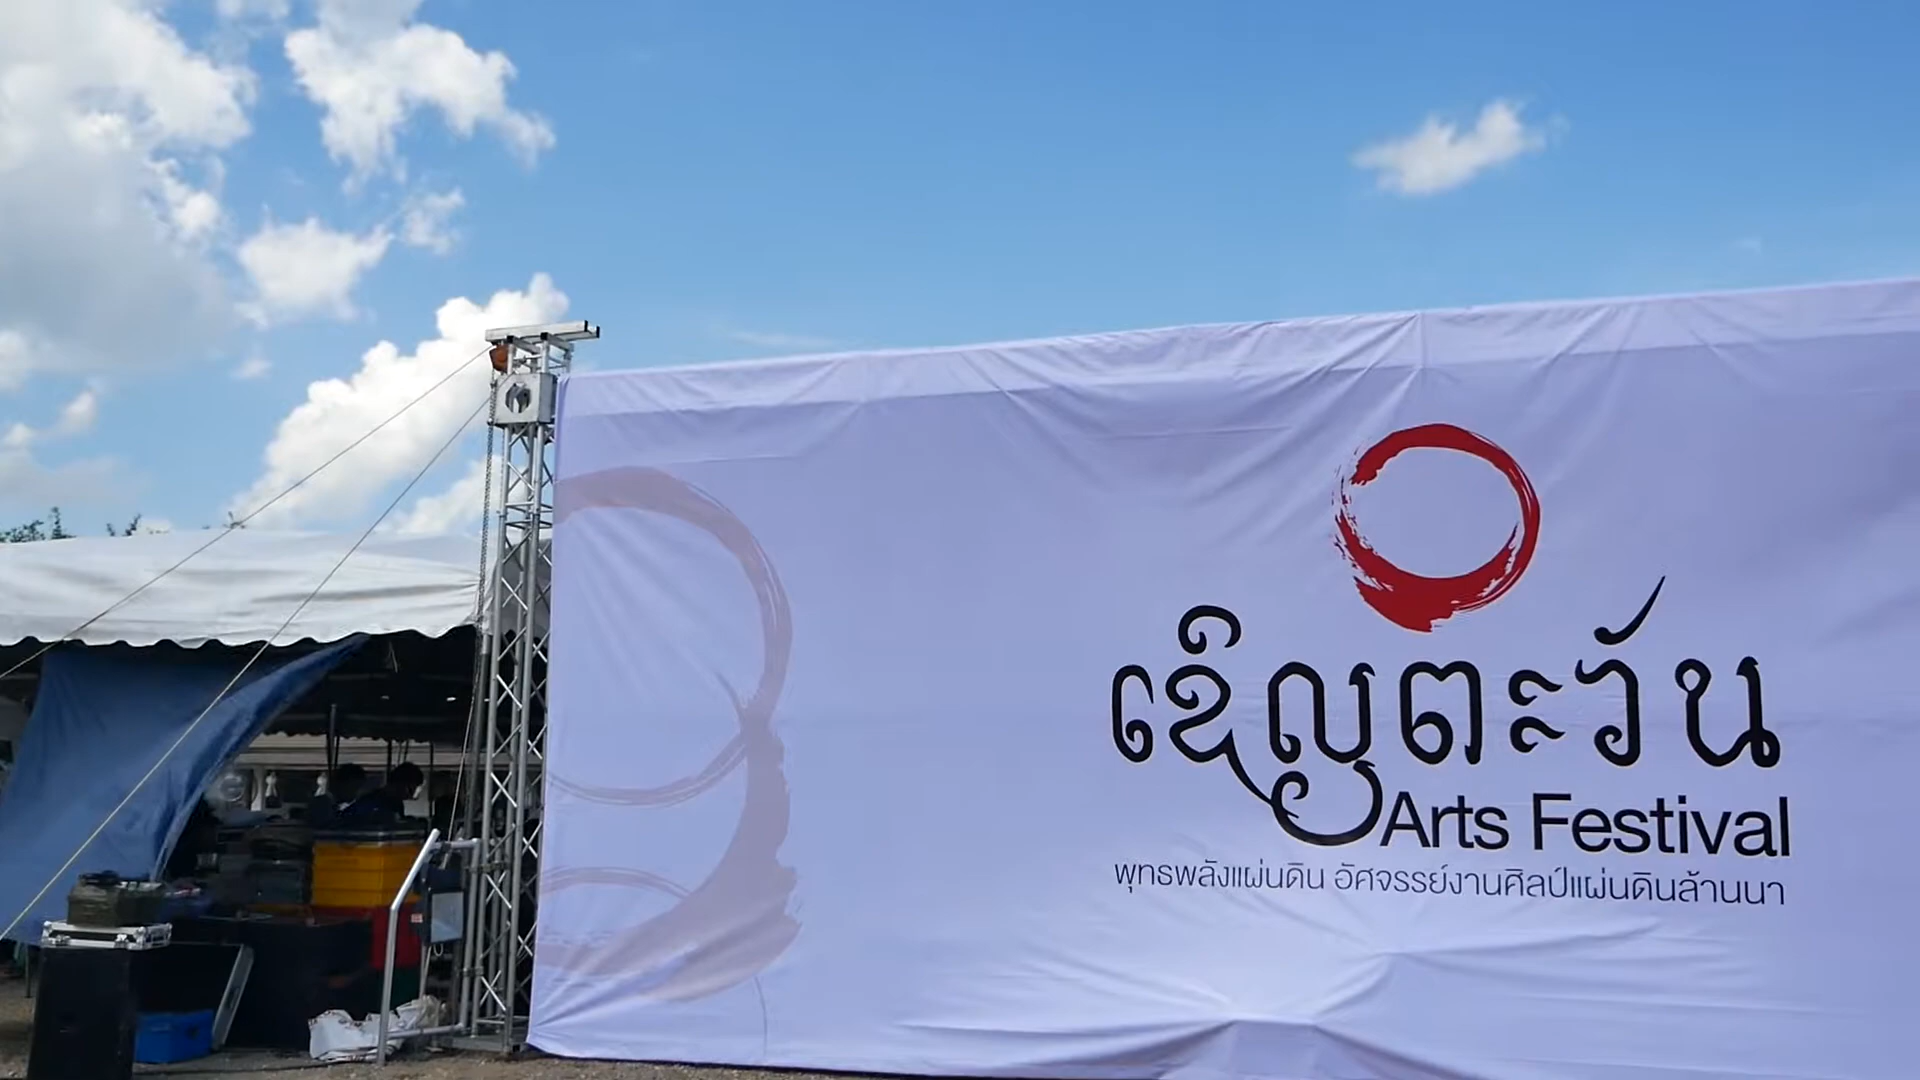 เชิญตะวัน
Arts Festival
พุทธพลังแผ่นดิน อัศจรรย์งานศิลป์แผ่นดินล้านนา